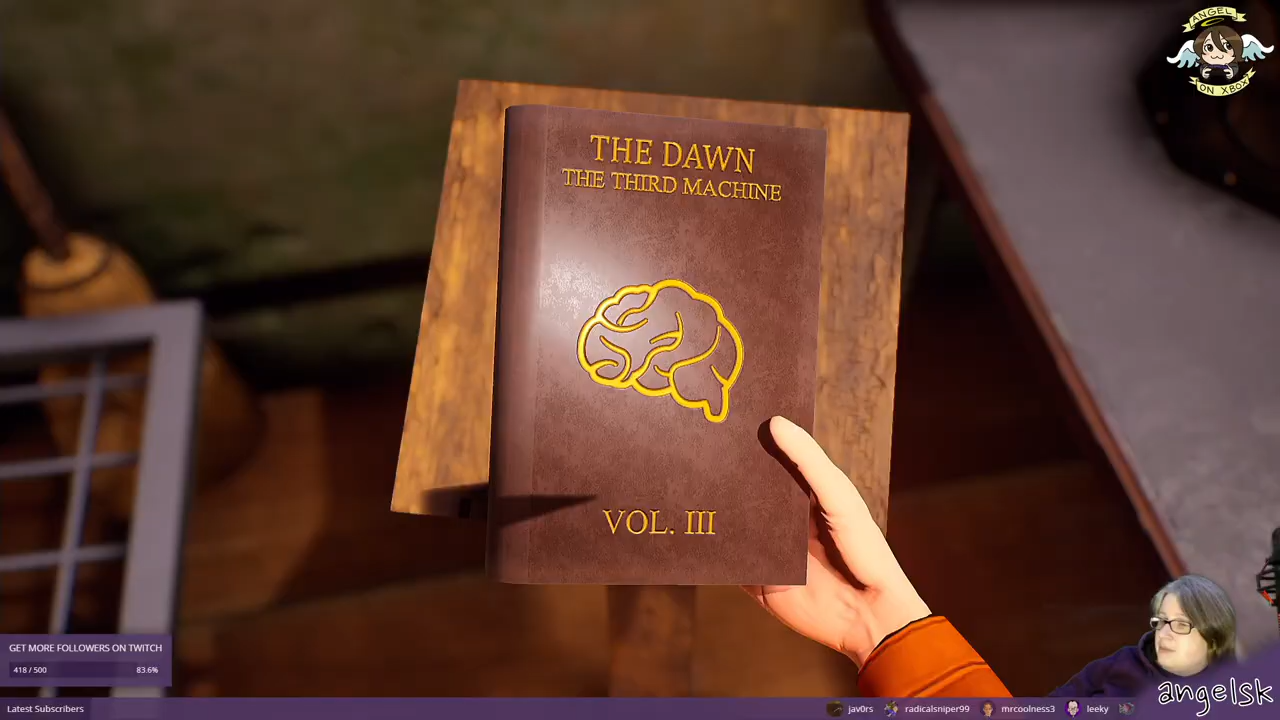 ANGEL
ON XBOX
THE DAWN
THE THIRD MACHINE
VOL. III
GET MORE FOLLOWERS ON TWITCH
418 / 500 83.6%
angelsk
Latest Subscribers jav0rs radicalsniper99 mrcoolness3 leeky